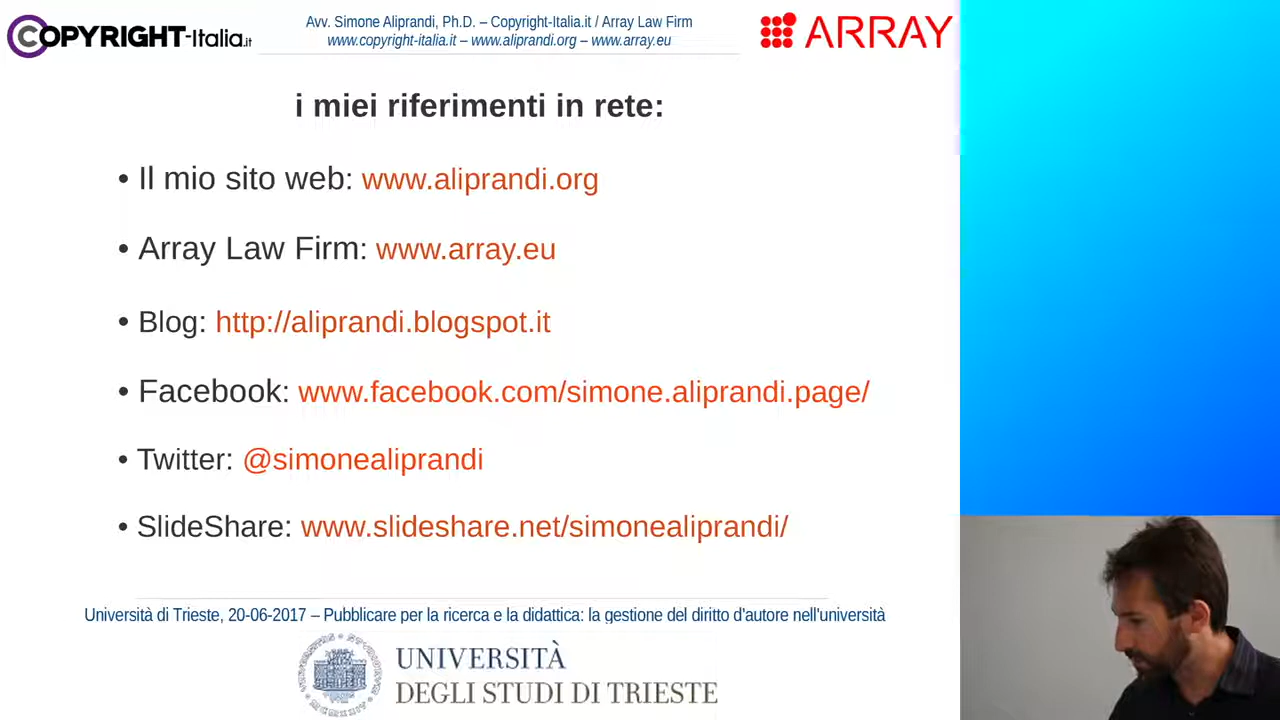 COPYRIGHT-Italia.it
Avv. Simone Aliprandi, Ph.D. – Copyright-Italia.it / Array Law Firm
www.copyright-italia.it – www.aliprandi.org – www.array.eu
ARRAY
i miei riferimenti in rete:
• Il mio sito web: www.aliprandi.org
• Array Law Firm: www.array.eu
• Blog: http://aliprandi.blogspot.it
• Facebook: www.facebook.com/simone.aliprandi.page/
• Twitter: @simonealiprandi
• SlideShare: www.slideshare.net/simonealiprandi/
Università di Trieste, 20-06-2017 – Pubblicare per la ricerca e la didattica: la gestione del diritto d'autore nell'università
UNIVERSITÀ
DEGLI STUDI DI TRIESTE